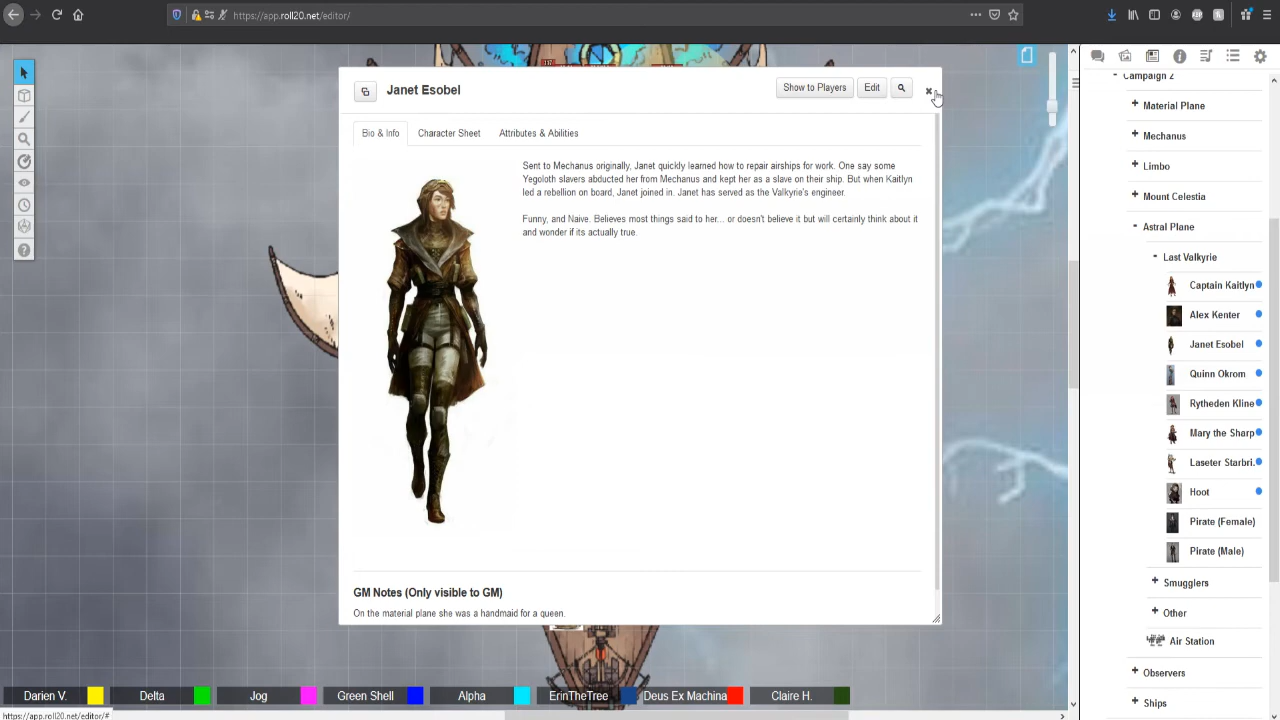 https://app.roll20.net/editor/
Janet Esobel
Show to Players
Edit
Bio & Info
Character Sheet
Attributes & Abilities
Sent to Mechanus originally, Janet quickly learned how to repair airships for work. One say some
Yegoloth slavers abducted her from Mechanus and kept her as a slave on their ship. But when Kaitlyn
led a rebellion on board, Janet joined in. Janet has served as the Valkyrie's engineer.
Funny, and Naive. Believes most things said to her... or doesn't believe it but will certainly think about it
and wonder if its actually true.
GM Notes (Only visible to GM)
On the material plane she was a handmaid for a queen.
Campaign 2
Material Plane
Mechanus
Limbo
Mount Celestia
Astral Plane
Last Valkyrie
Captain Kaitlyn
Alex Kenter
Janet Esobel
Quinn Okrom
Rytheden Kline
Mary the Sharp
Laseter Starbri.
Hoot
Pirate (Female)
Pirate (Male)
Smugglers
Other
Air Station
Observers
Ships
Darien V.
Delta
Jog
Green Shell
Alpha
ErinTheTree
Deus Ex Machina
Claire H.
https://app.roll20.net/editor/#